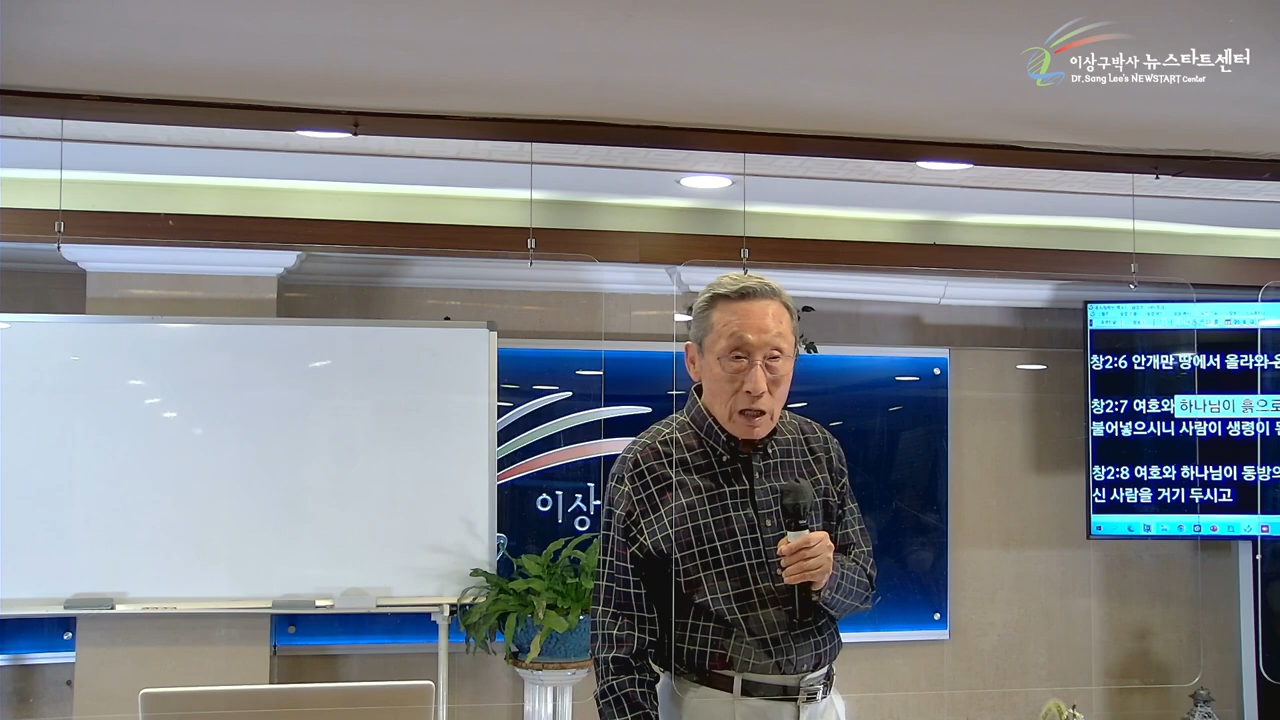 이상구박사 뉴스타트센터
Dr. Sang Lee's NEWSTART Center
창2:6 안개만 땅에서 올라와 온
창2:7 여호와 하나님이 흙으로
불어넣으시니 사람이 생령이 되
창2:8 여호와 하나님이 동방의
신 사람을 거기 두시고
이상